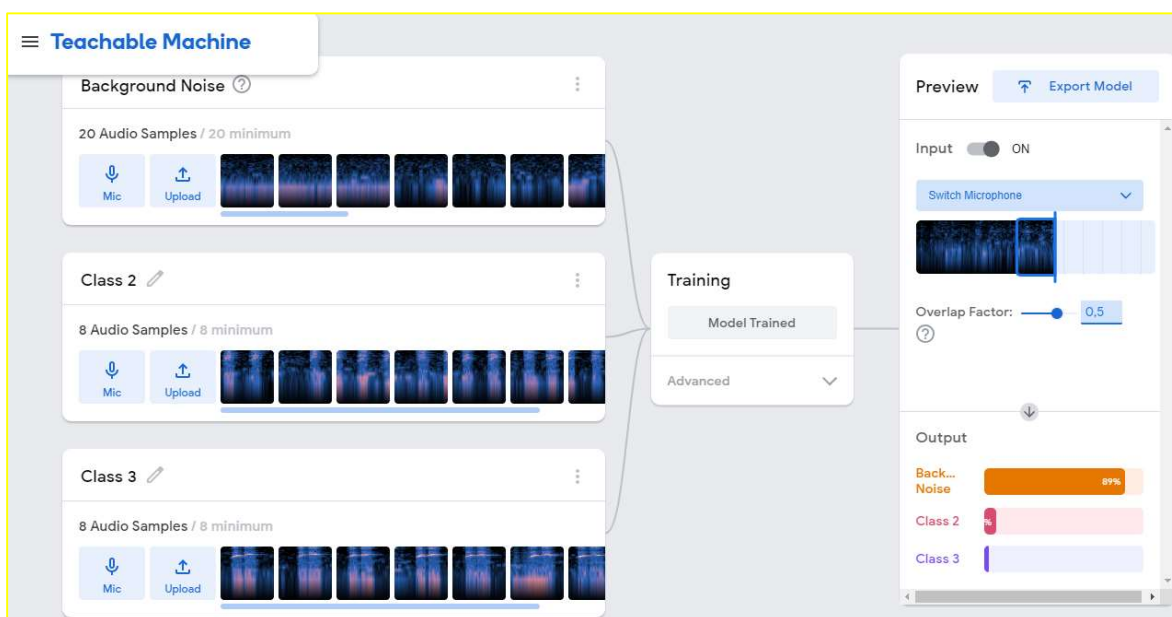 Teachable Machine
Background Noise ?
20 Audio Samples / 20 minimum
Mic
Upload
Class 2
8 Audio Samples / 8 minimum
Mic
Upload
Class 3
8 Audio Samples / 8 minimum
Mic
Upload
Training
Model Trained
Advanced
Preview
Export Model
Input ON
Switch Microphone
Overlap Factor: 0,5
?
Output
Back...
Noise
89%
Class 2
%
Class 3